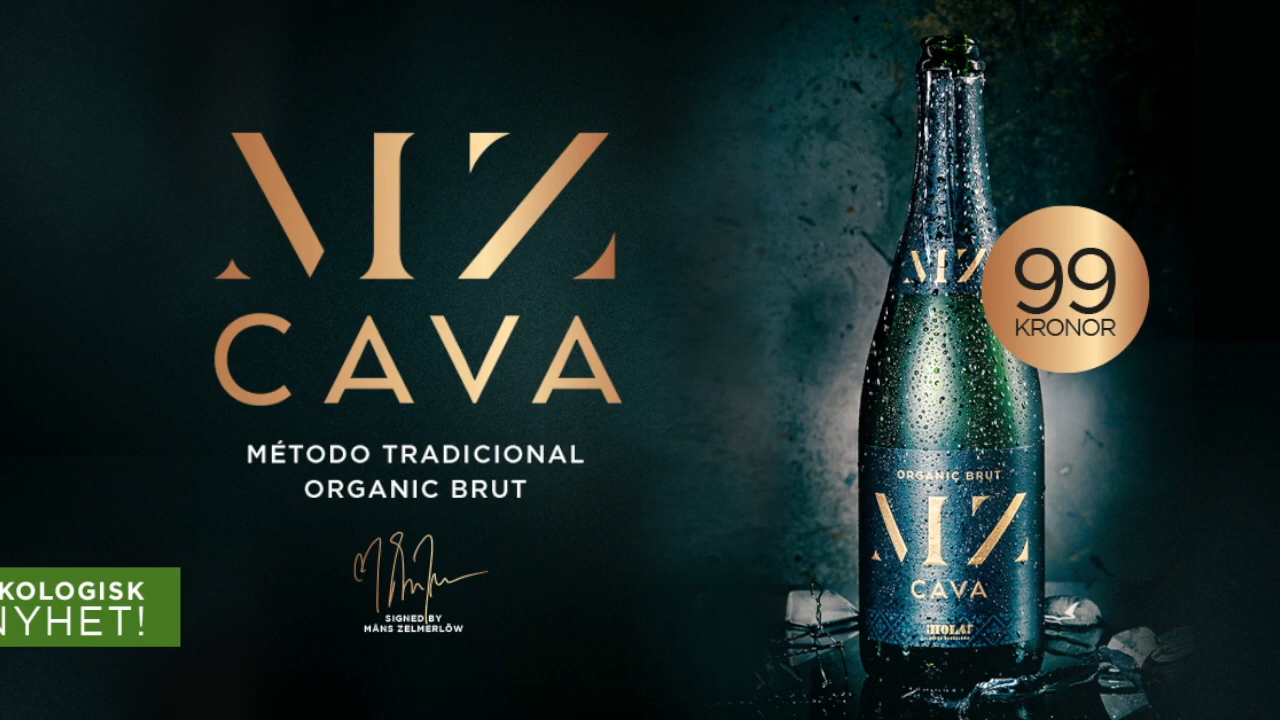 MZ
CAVA
MÉTODO TRADICIONAL
ORGANIC BRUT
SIGNED BY
MÅNS ZELMERLÖW
KOLOGISK
NYHET!
MZ
99
KRONOR
ORGANIC BRUT
MZ
CAVA
¡HOLA!